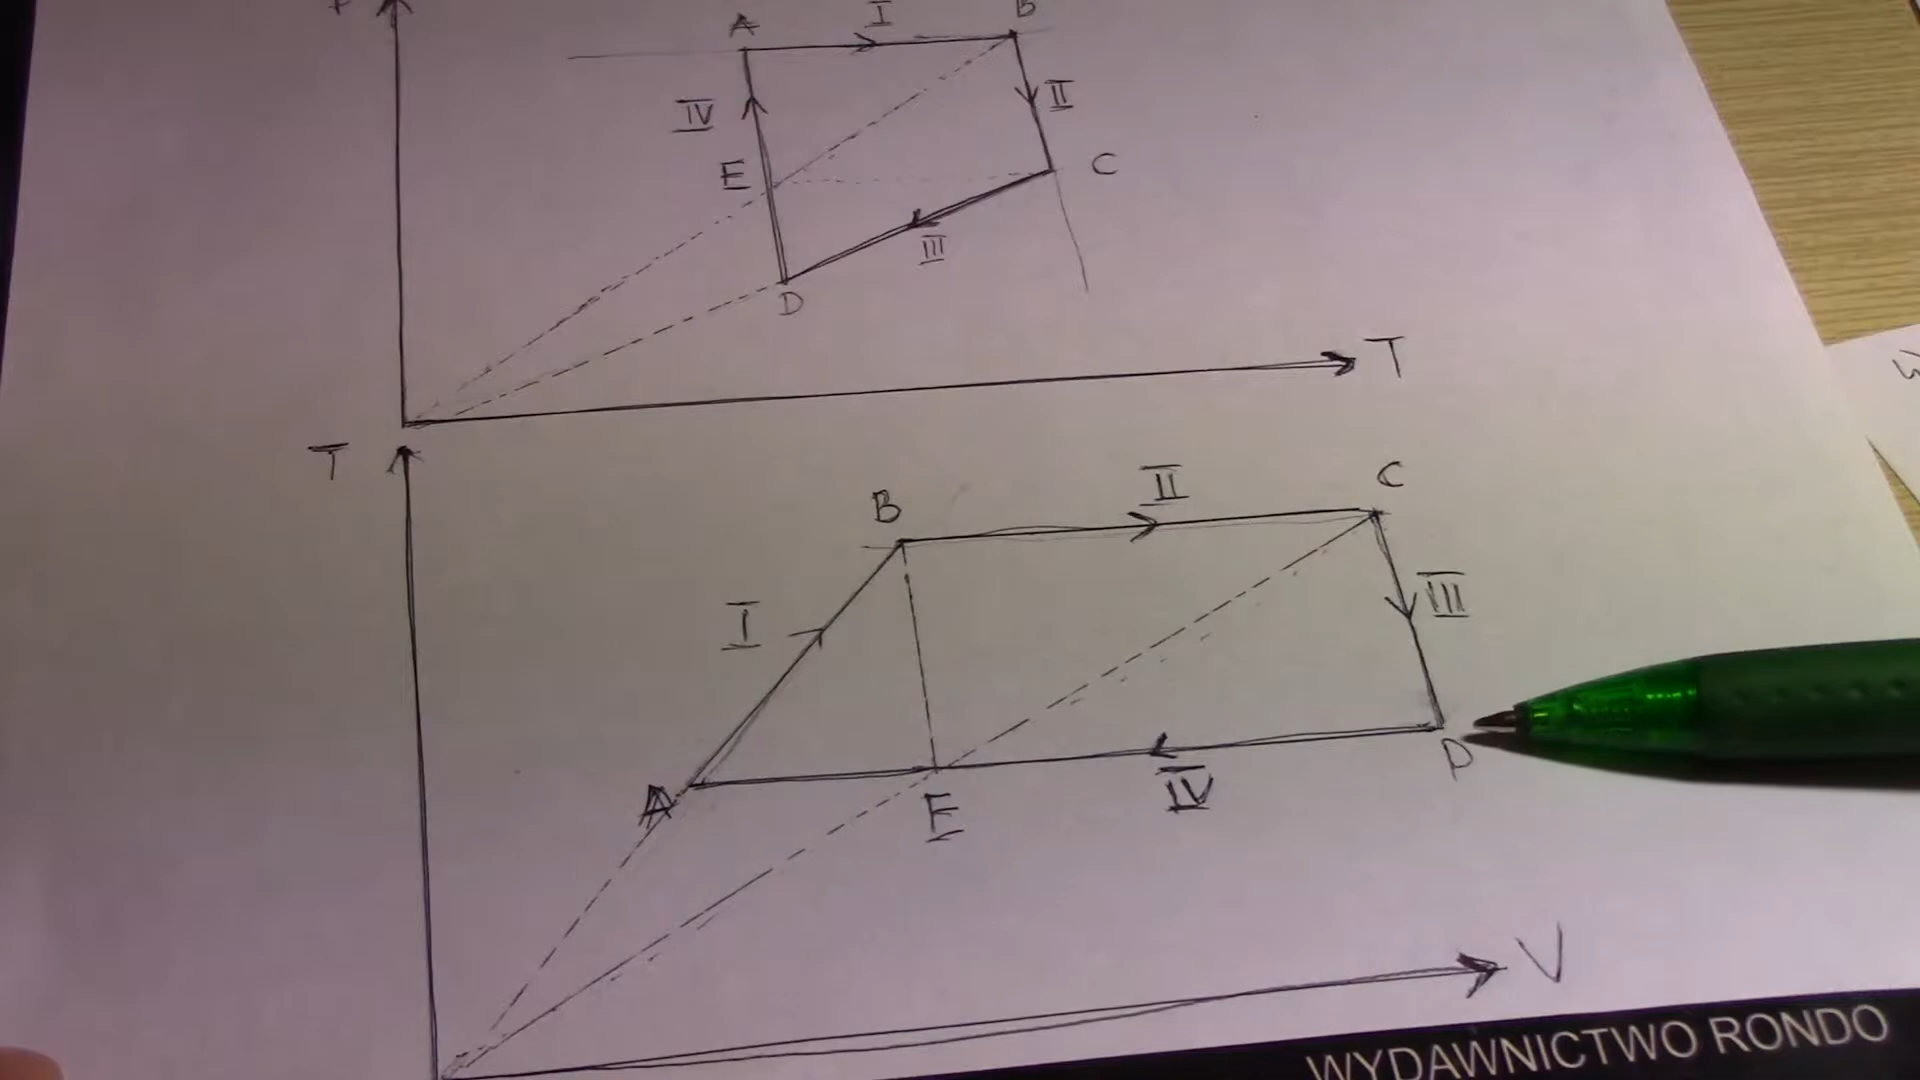 A I B
IV II
E C
III
D
T
T
B II C
I III
A E IV D
V
WYDAWNICTWO RONDO